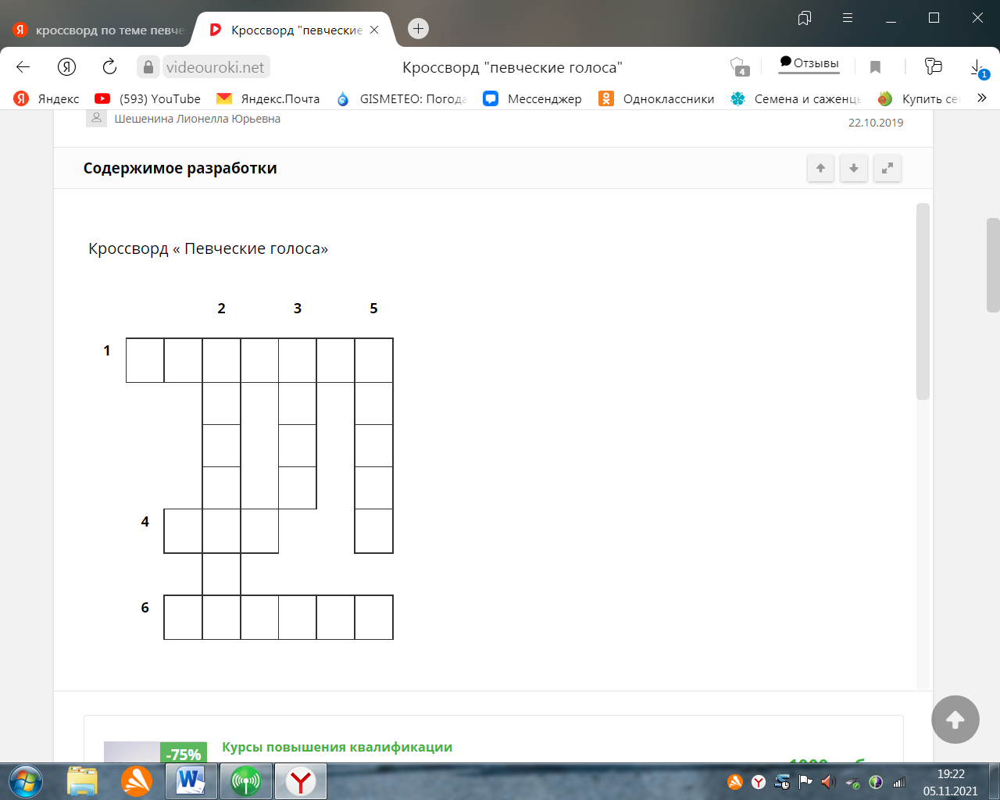 кроссворд по теме певче
Кроссворд "певческие
videouroki.net
Кроссворд "певческие голоса"
4
Отзывы
1
Яндекс
(593) YouTube
Яндекс.Почта
GISMETEO: Погода
Мессенджер
Одноклассники
Семена и саженц
Купить се
Шешенина Лионелла Юрьевна
22.10.2019
Содержимое разработки
Кроссворд « Певческие голоса»
2 3 5
1
4
6
-75%
Курсы повышения квалификации
19:22
05.11.2021